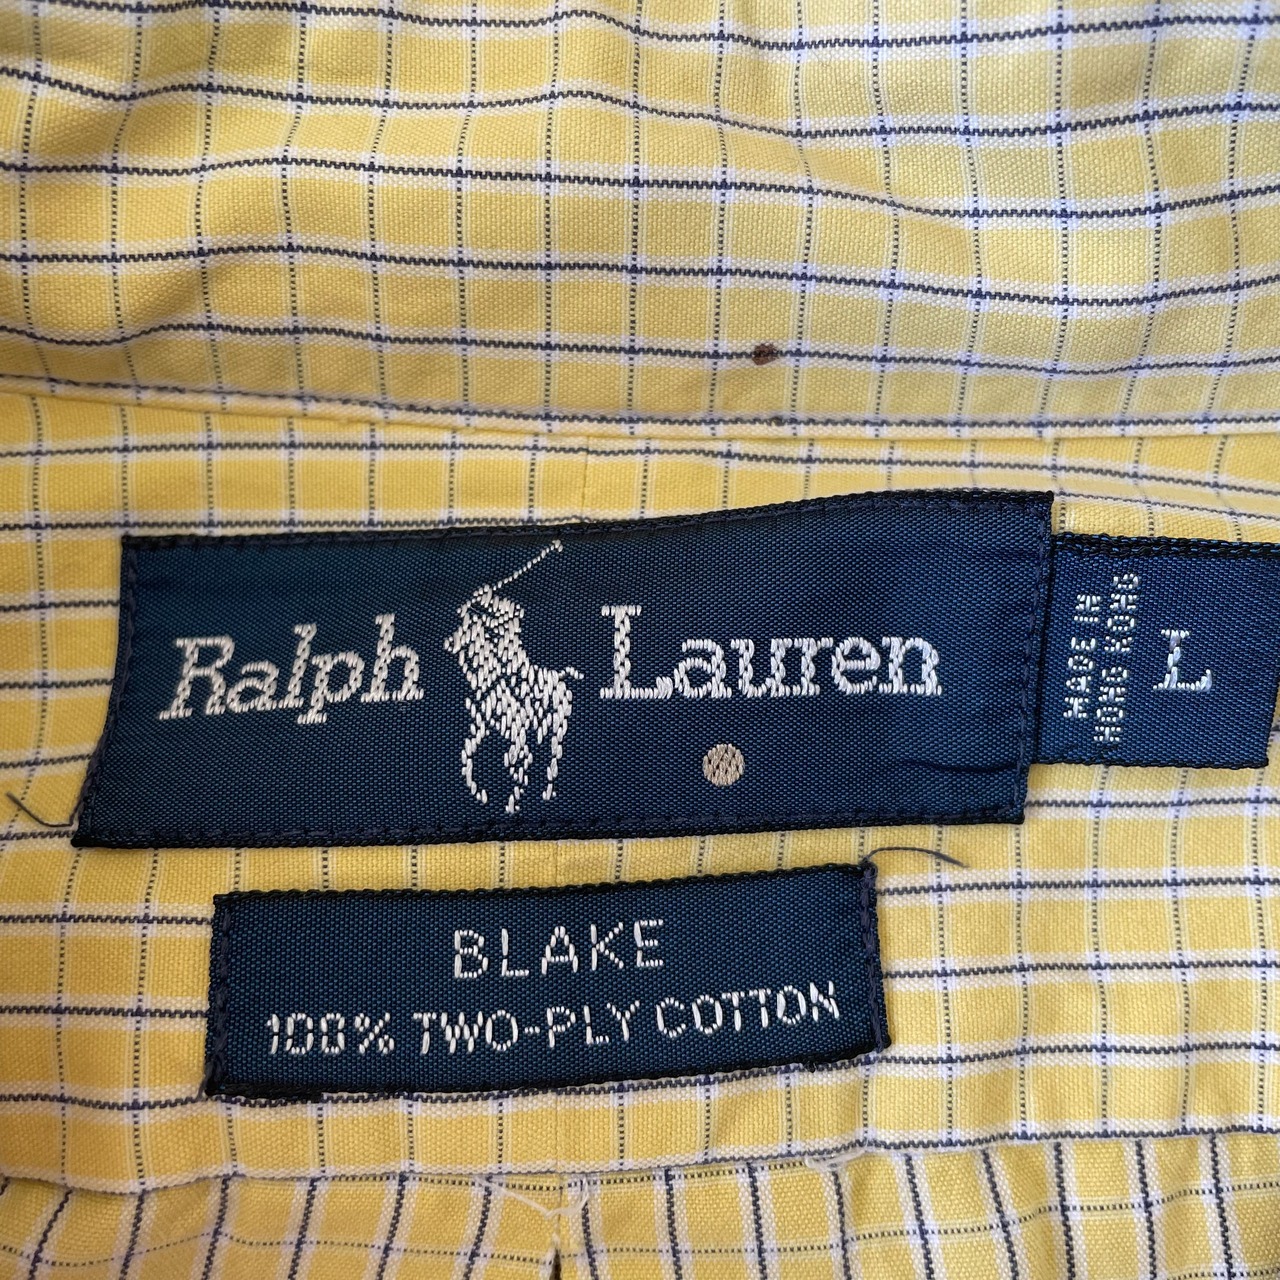 Ralph Lauren
MADE IN
HONG KONG
L
BLAKE
100% TWO-PLY COTTON